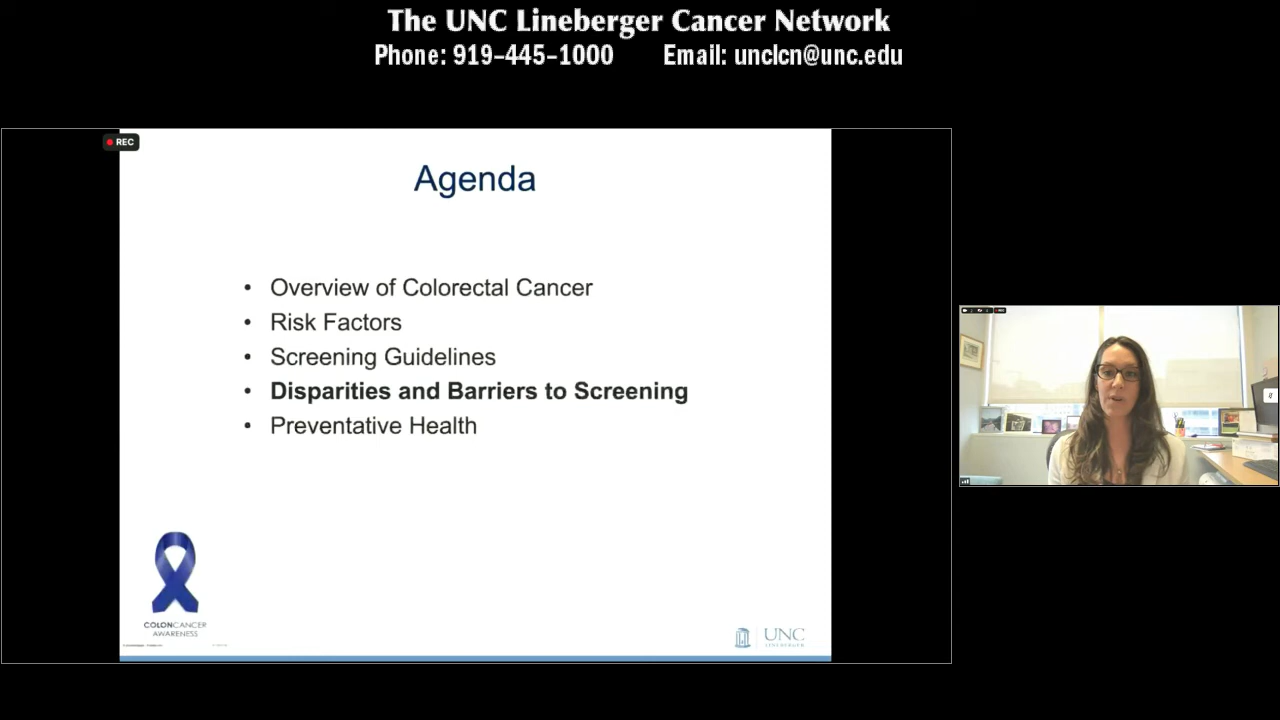 The UNC Lineberger Cancer Network
Phone: 919-445-1000 Email: unclcn@unc.edu
REC
Agenda
• Overview of Colorectal Cancer
• Risk Factors
• Screening Guidelines
• Disparities and Barriers to Screening
• Preventative Health
COLONCANCER
AWARENESS
UNC
LINEBERGER